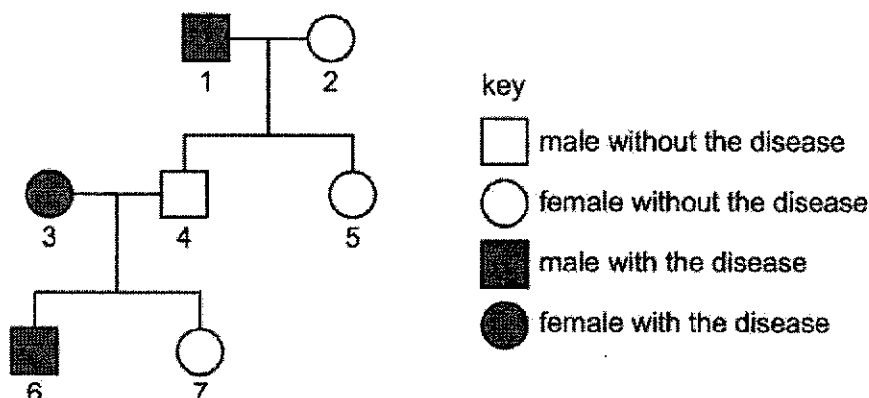 1 2
key
male without the disease
female without the disease
3 4 5
male with the disease
female with the disease
6 7